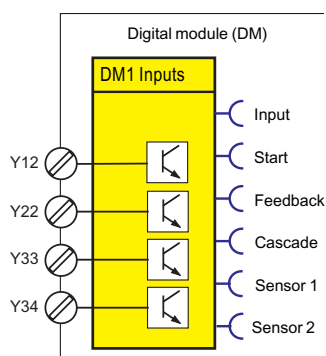 Digital module (DM)
DM1 Inputs
Input
Y12
Start
Y22
Feedback
Y33
Cascade
Sensor 1
Y34
Sensor 2